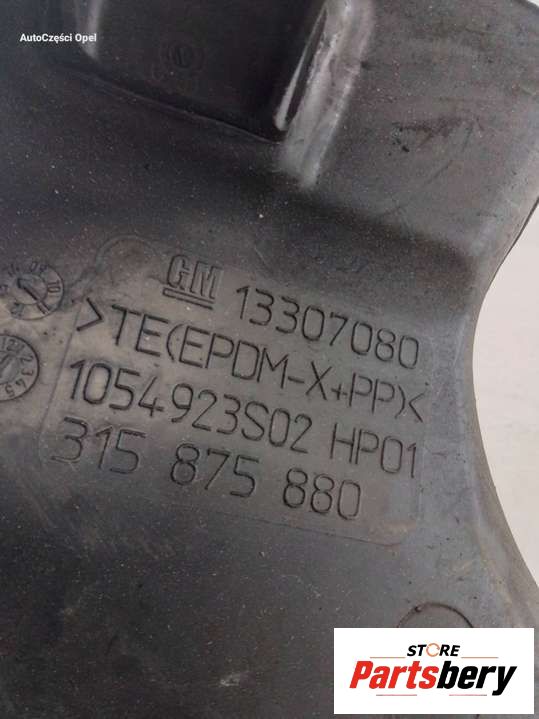 AutoCzęści Opel
GM 13307080
>TE(EPDM-X+PP)<
1054923S02 HP01
315 875 880
STORE
Partsbery